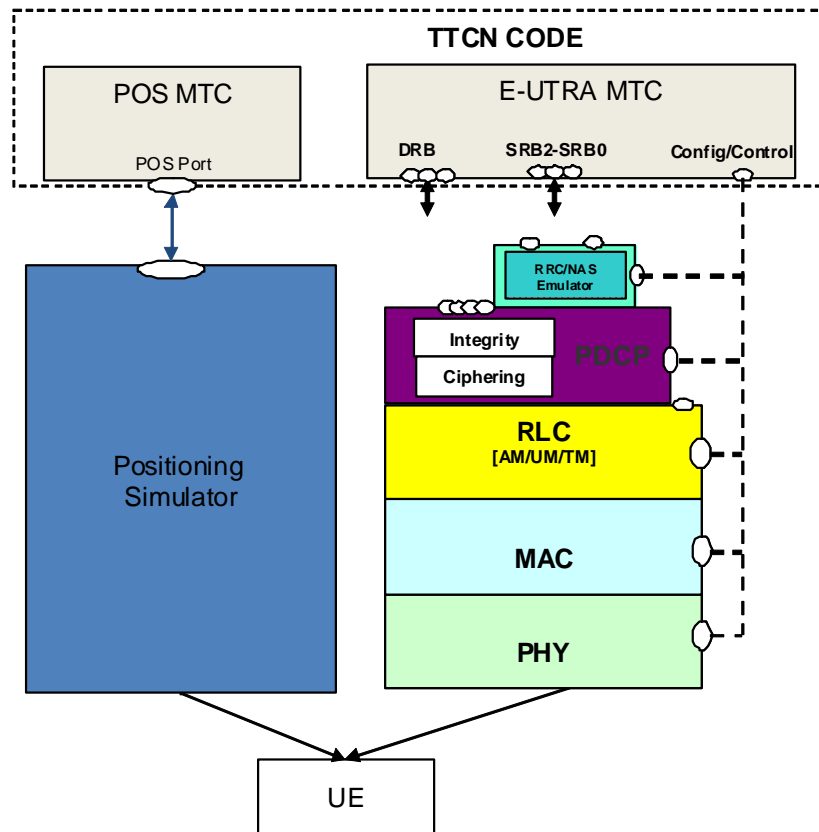 TTCN CODE
POS MTC
E-UTRA MTC
POS Port
DRB
SRB2-SRB0
Config/Control
RRC/NAS
Emulator
Integrity
PDCP
Ciphering
RLC
[AM/UM/TM]
Positioning
Simulator
MAC
PHY
UE